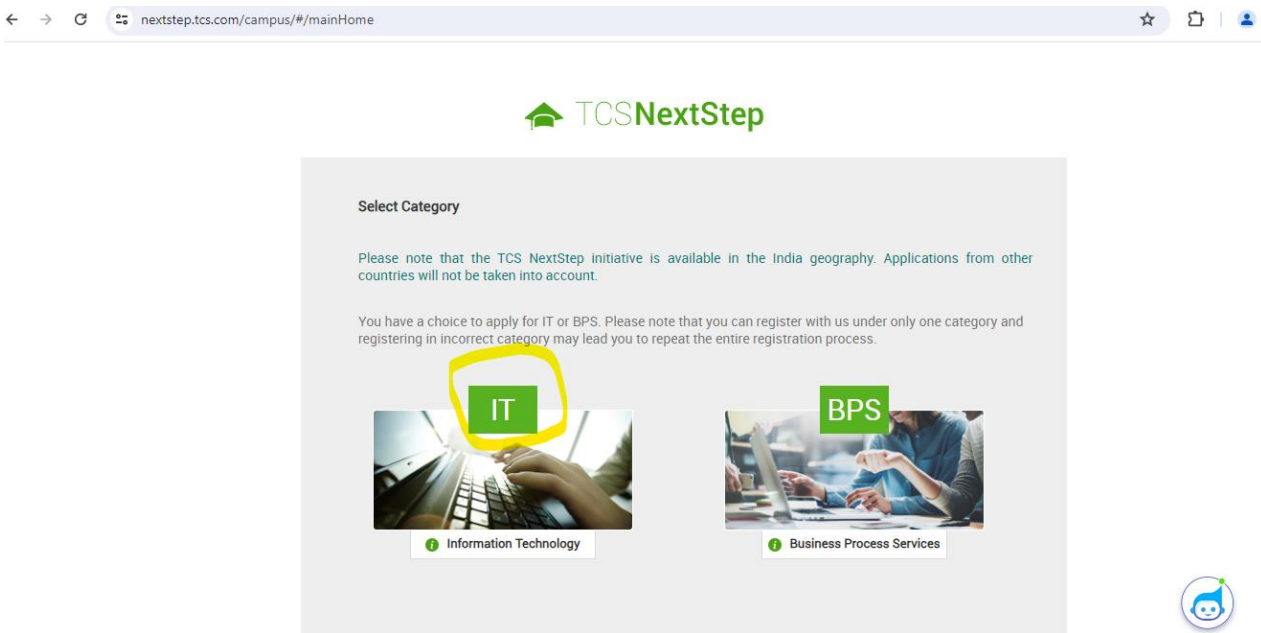 nextstep.tcs.com/campus/#/mainHome
TCSNextStep
Select Category
Please note that the TCS NextStep initiative is available in the India geography. Applications from other
countries will not be taken into account.
You have a choice to apply for IT or BPS. Please note that you can register with us under only one category and
registering in incorrect category may lead you to repeat the entire registration process.
IT
BPS
Information Technology
Business Process Services